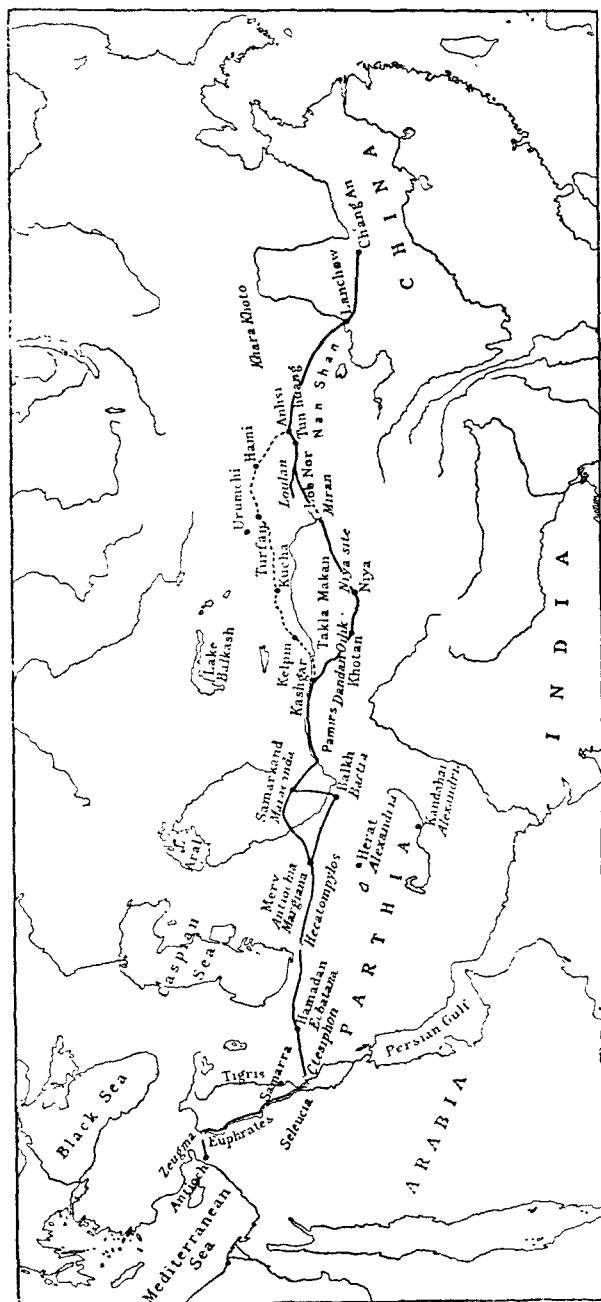 Mediterranean
Sea
Black Sea
Antioch
Zeugma
Euphrates
Tigris
Samarra
Seleucia
Ctesiphon
Hamadan
Ecbatana
Caspian
Sea
Persian Gulf
ARABIA
PARTHIA
Hecatompylos
Merv
Antiochia
Margiana
Aral
Herat
Alexandria
Kandahar
Samarkand
Balkh
Bactra
Pamirs
Lake
Balkash
Kashgar
Kelpin
Kucha
Turfan
Urumchi
Hami
Takla Makan
Dandan Oilik
Khotan
Niya site
Niya
Miran
Lob Nor
Loulan
Tun huang
Anhsi
Nan Shan
Khara Khoto
Lanchow
Ch'ang An
CHINA
INDIA